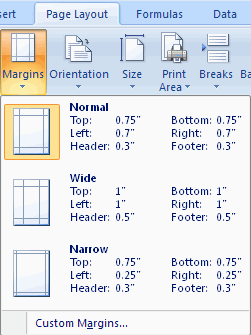 sert Page Layout Formulas Data
Margins Orientation Size Print Area Breaks Ba
Normal
Top: 0.75" Bottom: 0.75"
Left: 0.7" Right: 0.7"
Header: 0.3" Footer: 0.3"
Wide
Top: 1" Bottom: 1"
Left: 1" Right: 1"
Header: 0.5" Footer: 0.5"
Narrow
Top: 0.75" Bottom: 0.75"
Left: 0.25" Right: 0.25"
Header: 0.3" Footer: 0.3"
Custom Margins...